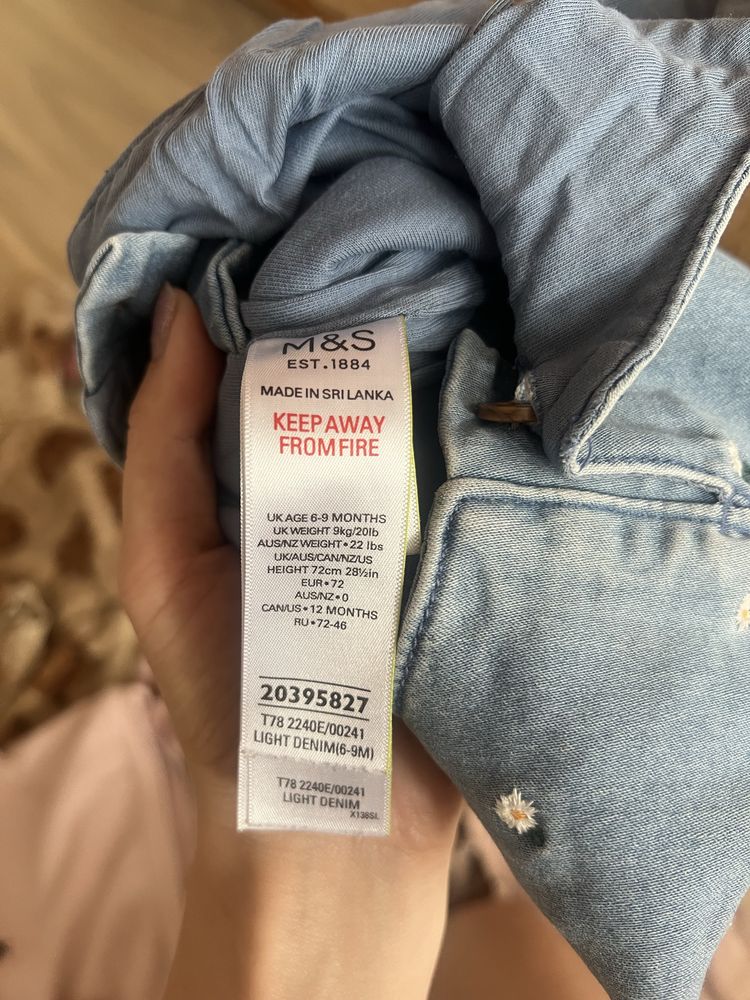 M&S
EST.1884
MADE IN SRI LANKA
KEEP AWAY
FROM FIRE
UK AGE 6-9 MONTHS
UK WEIGHT 9kg/20lb
AUS/NZ WEIGHT•22 lbs
UK/AUS/CAN/NZ/US
HEIGHT 72cm 28½in
EUR•72
AUS/NZ•0
CAN/US•12 MONTHS
RU•72-46
20395827
T78 2240E/00241
LIGHT DENIM(6-9M)
T78 2240E/00241
LIGHT DENIM
X138SL